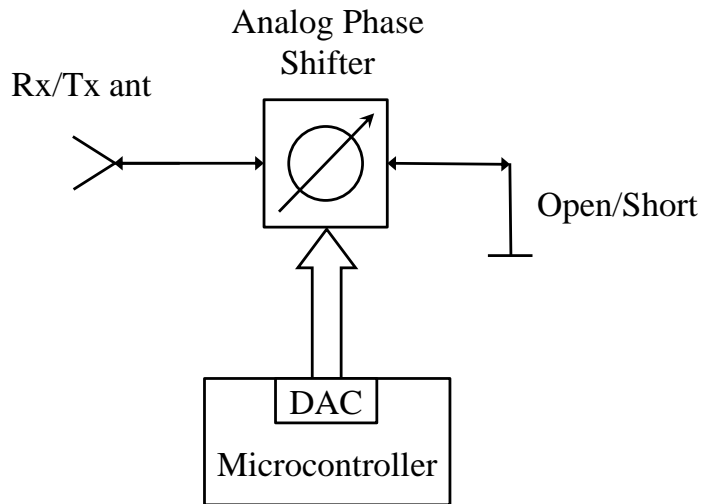 Analog Phase
Shifter
Rx/Tx ant
Open/Short
DAC
Microcontroller